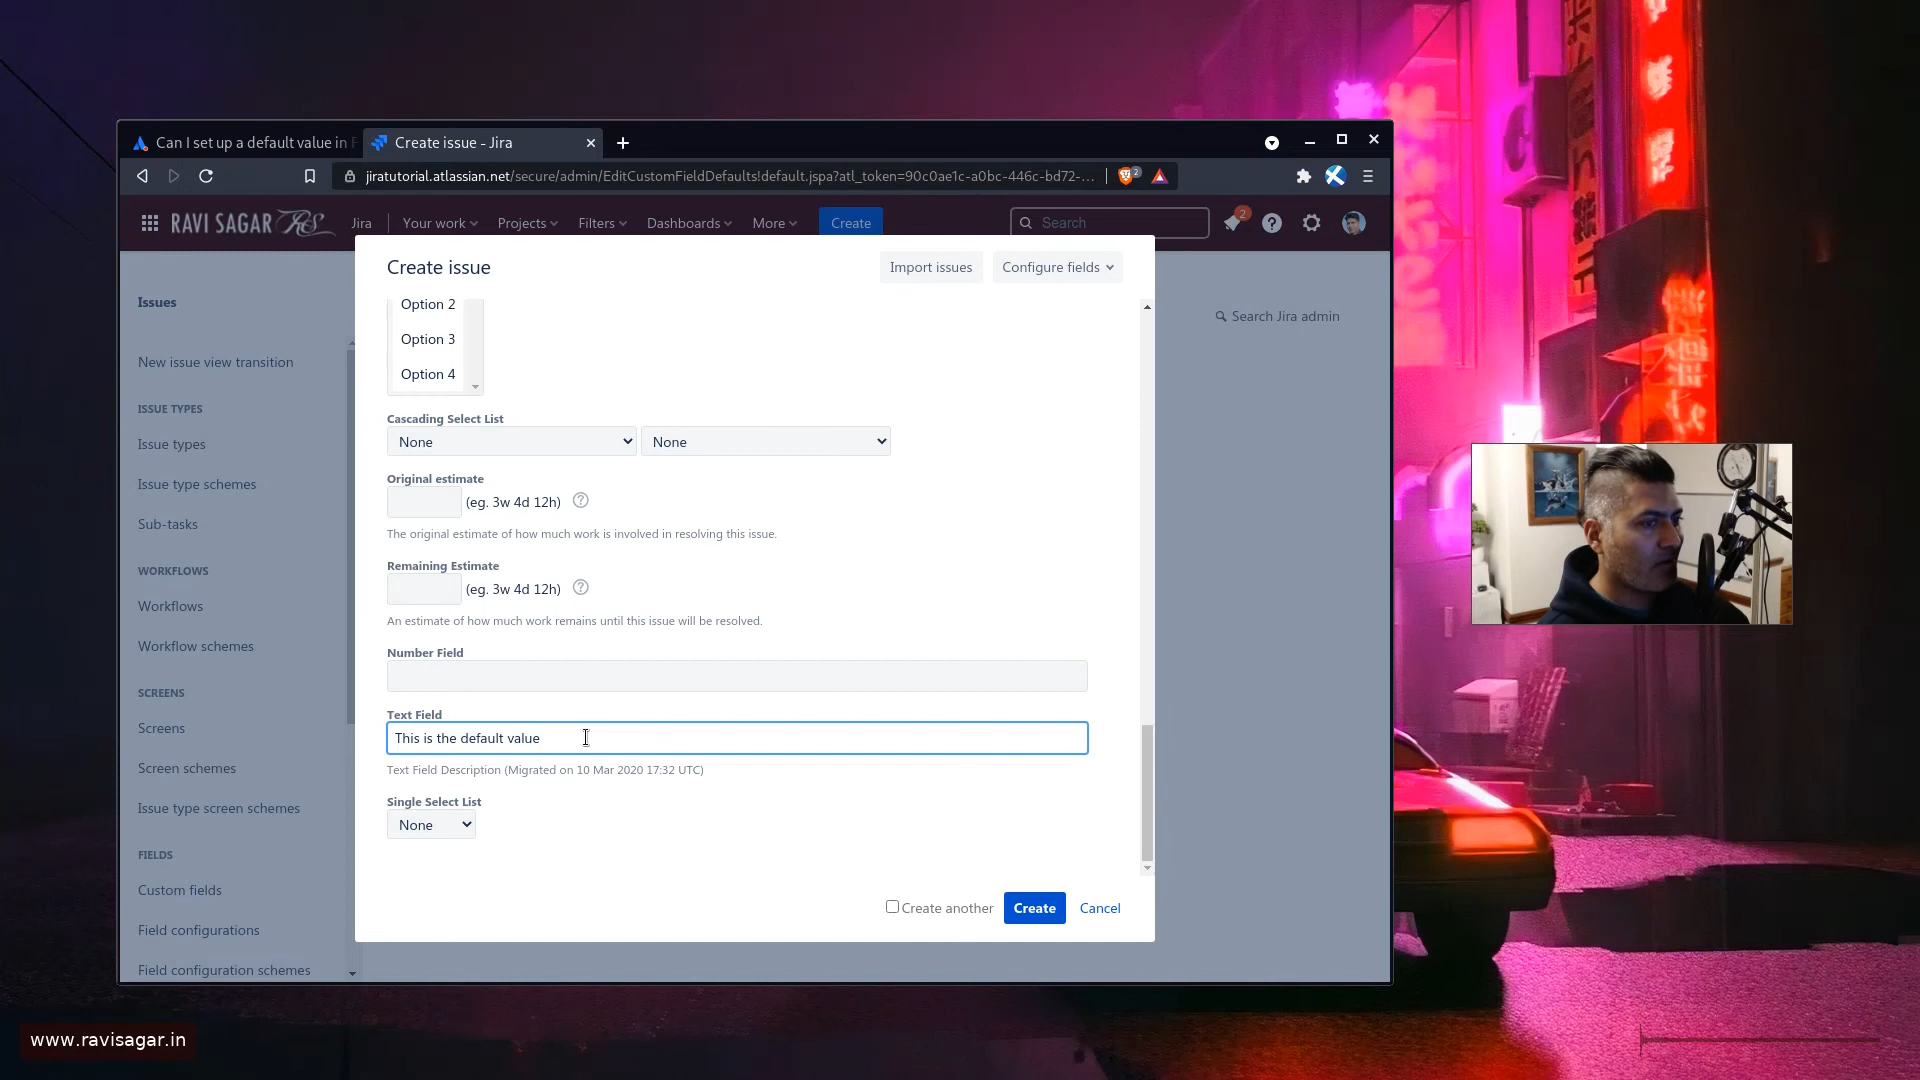 Can I set up a default value in F
Create issue - Jira
jiratutorial.atlassian.net/secure/admin/EditCustomFieldDefaults!default.jspa?atl_token=90c0ae1c-a0bc-446c-bd72-...
2
RAVI SAGAR RS
Jira
Your work
Projects
Filters
Dashboards
More
Create
Search
2
Create issue
Import issues
Configure fields
Issues
Search Jira admin
New issue view transition
ISSUE TYPES
Issue types
Issue type schemes
Sub-tasks
WORKFLOWS
Workflows
Workflow schemes
SCREENS
Screens
Screen schemes
Issue type screen schemes
FIELDS
Custom fields
Field configurations
Field configuration schemes
Option 2
Option 3
Option 4
Cascading Select List
None
None
Original estimate
(eg. 3w 4d 12h)
The original estimate of how much work is involved in resolving this issue.
Remaining Estimate
(eg. 3w 4d 12h)
An estimate of how much work remains until this issue will be resolved.
Number Field
Text Field
This is the default value
Text Field Description (Migrated on 10 Mar 2020 17:32 UTC)
Single Select List
None
Create another
Create
Cancel
www.ravisagar.in